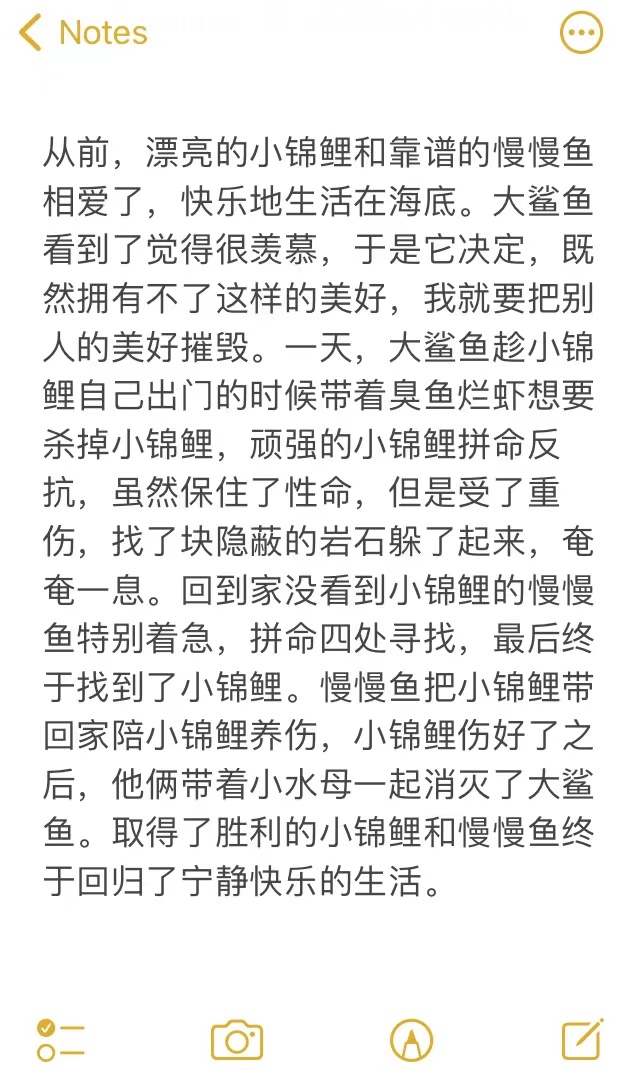 Notes
从前，漂亮的小锦鲤和靠谱的慢慢鱼
相爱了，快乐地生活在海底。大鲨鱼
看到了觉得很羡慕，于是它决定，既
然拥有不了这样的美好，我就要把别
人的美好摧毁。一天，大鲨鱼趁小锦
鲤自己出门的时候带着臭鱼烂虾想要
杀掉小锦鲤，顽强的小锦鲤拼命反
抗，虽然保住了性命，但是受了重
伤，找了块隐蔽的岩石躲了起来，奄
奄一息。回到家没看到小锦鲤的慢慢
鱼特别着急，拼命四处寻找，最后终
于找到了小锦鲤。慢慢鱼把小锦鲤带
回家陪小锦鲤养伤，小锦鲤伤好了之
后，他俩带着小水母一起消灭了大鲨
鱼。取得了胜利的小锦鲤和慢慢鱼终
于回归了宁静快乐的生活。